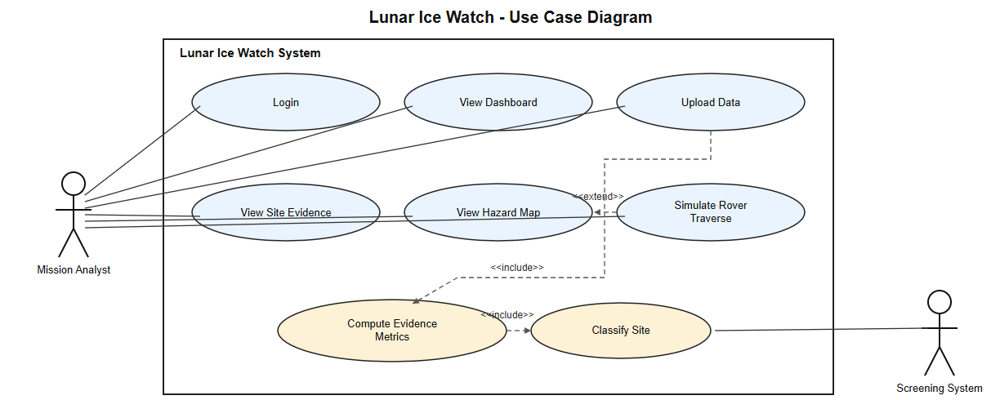 Lunar Ice Watch - Use Case Diagram
Lunar Ice Watch System
Login
View Dashboard
Upload Data
View Site Evidence
View Hazard Map
<<extend>>
Simulate Rover
Traverse
Mission Analyst
<<include>>
Compute Evidence
Metrics
<<include>>
Classify Site
Screening System